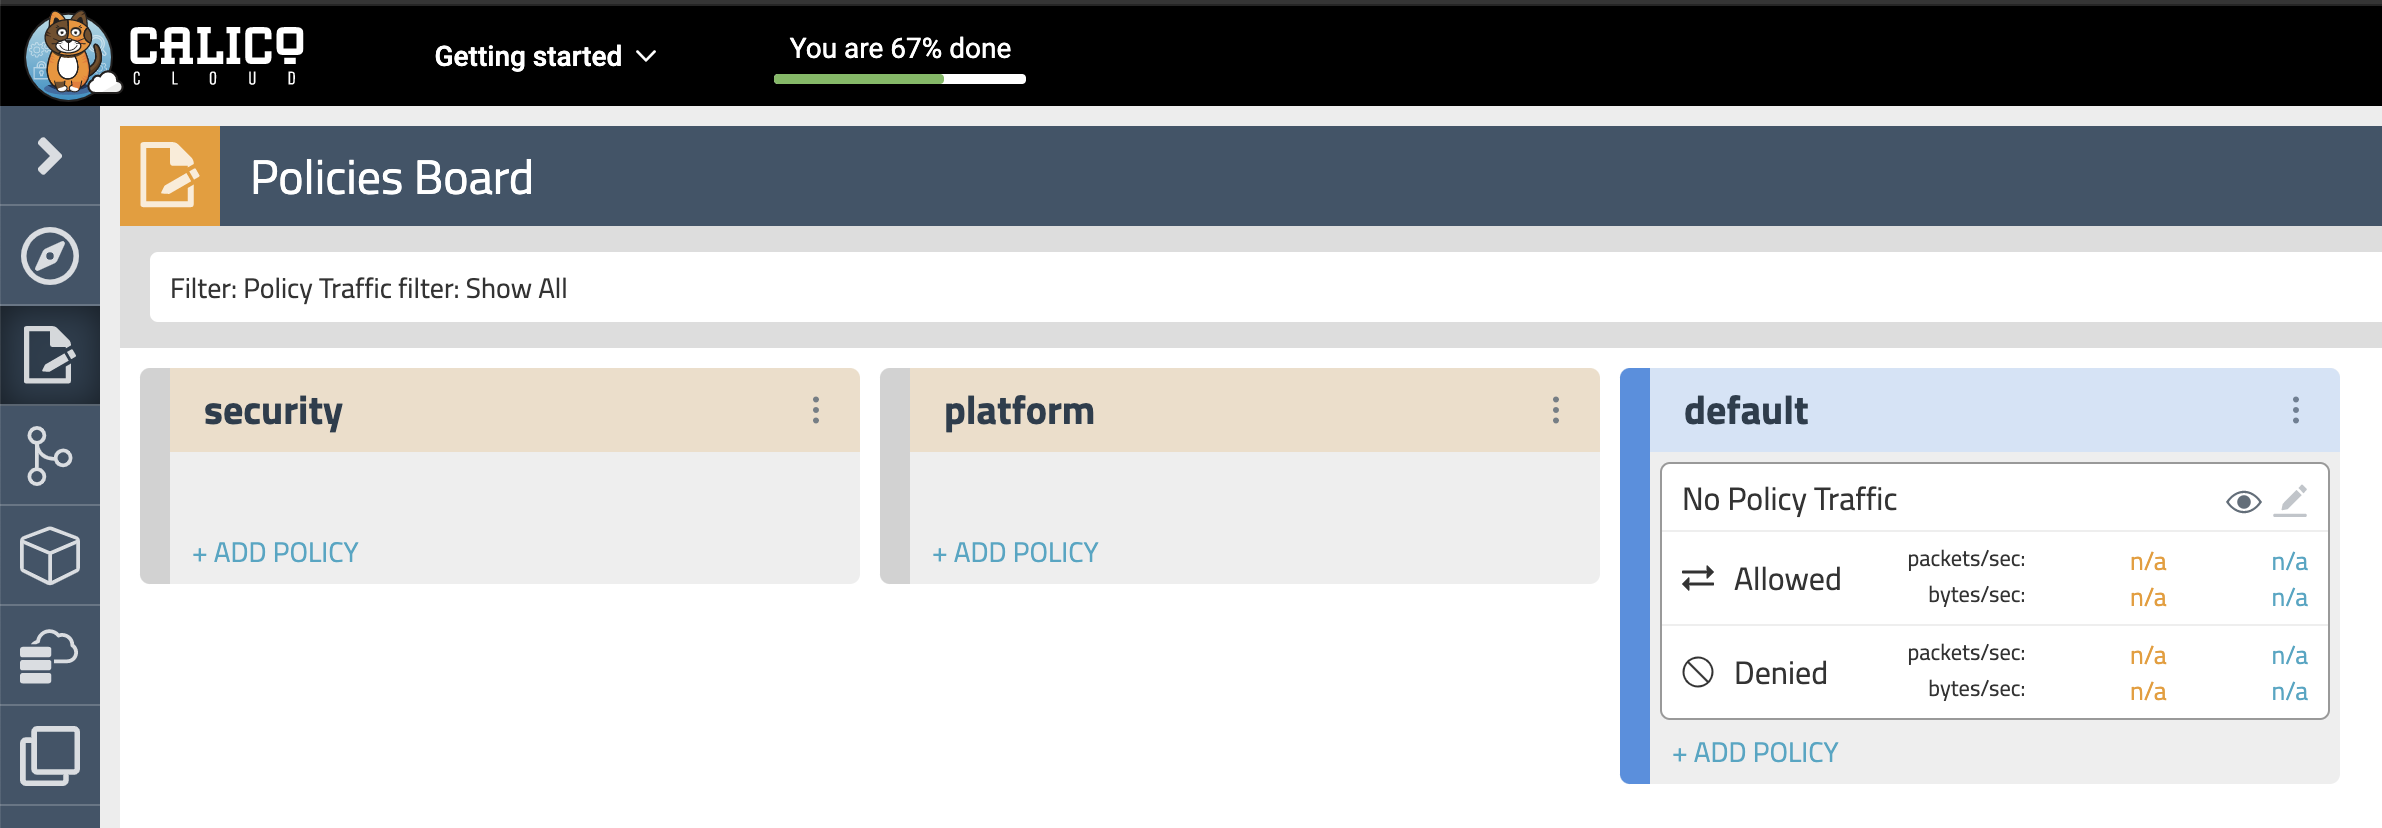 CALICO
CLOUD
Getting started
You are 67% done
Policies Board
Filter: Policy Traffic filter: Show All
security
+ ADD POLICY
platform
+ ADD POLICY
default
No Policy Traffic
Allowed
packets/sec: n/a n/a
bytes/sec: n/a n/a
Denied
packets/sec: n/a n/a
bytes/sec: n/a n/a
+ ADD POLICY